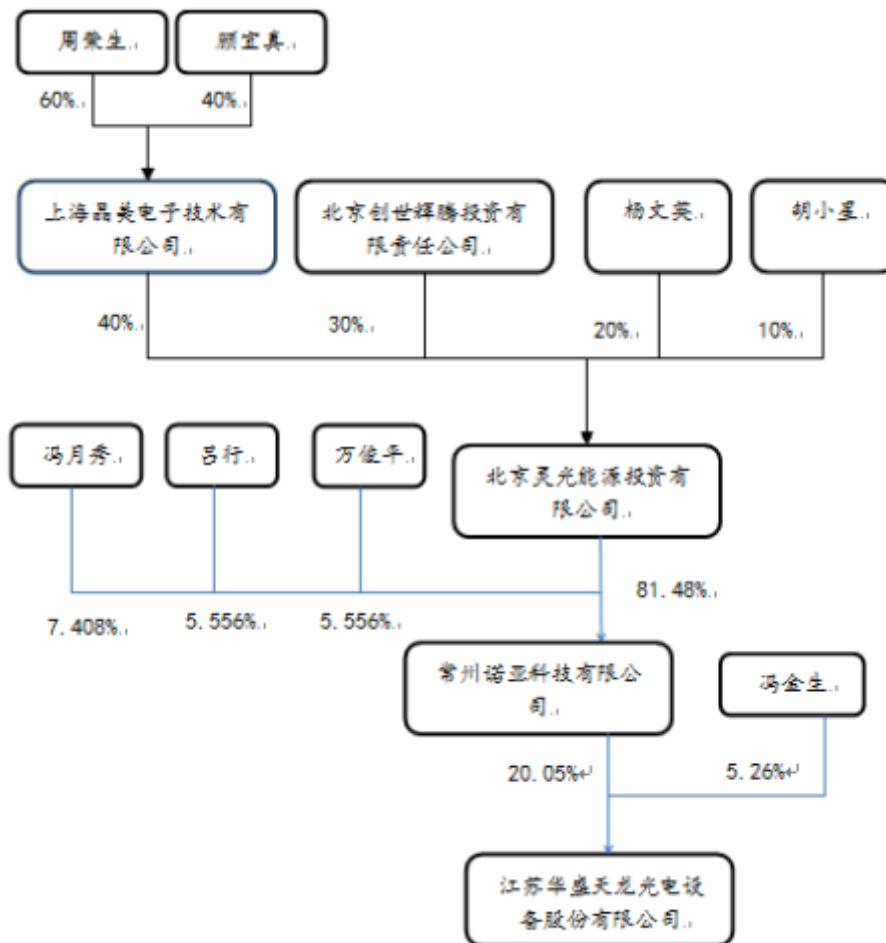 周荣生
顾宜真
60%
40%
上海晶美电子技术有
限公司
北京创世辉腾投资有
限责任公司
杨文英
胡小星
40%
30%
20%
10%
冯月秀
吕行
万俊平
北京灵光能源投资有
限公司
81.48%
7.408%
5.556%
5.556%
常州诺亚科技有限公
司
冯金生
20.05%
5.26%
江苏华盛天龙光电设
备股份有限公司